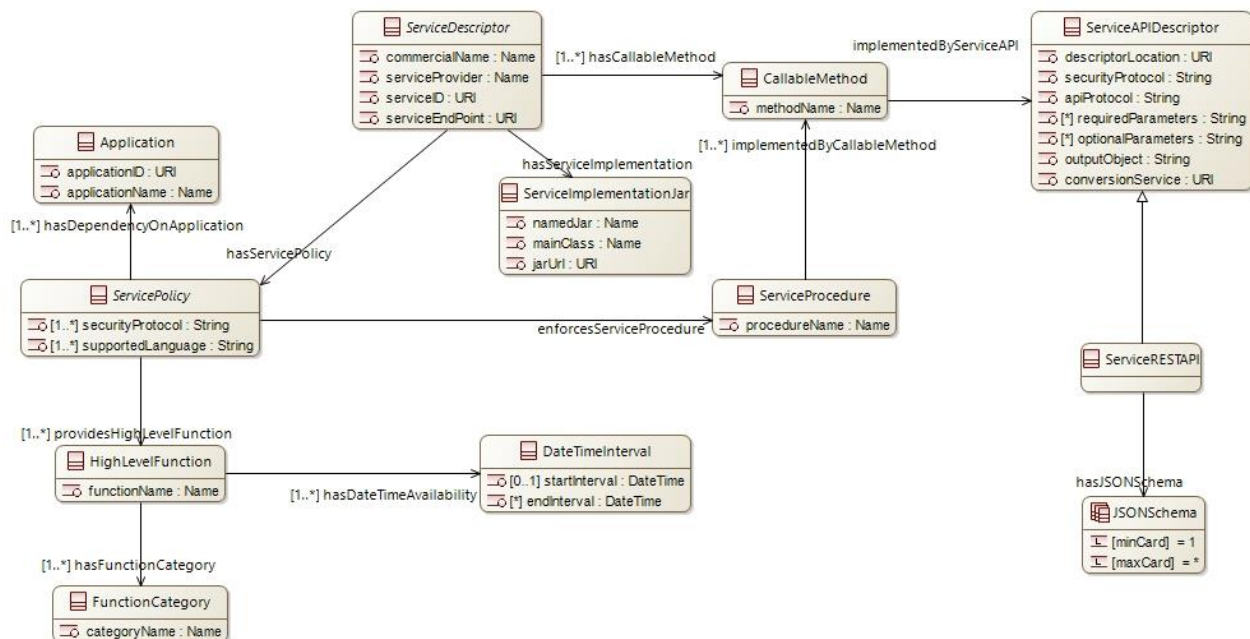 ServiceDescriptor
commercialName : Name
serviceProvider : Name
serviceID : URI
serviceEndPoint : URI
[1..*] hasCallableMethod
CallableMethod
methodName : Name
implementedByServiceAPI
ServiceAPIDescriptor
descriptorLocation : URI
securityProtocol : String
apiProtocol : String
[*] requiredParameters : String
[*] optionalParameters : String
outputObject : String
conversionService : URI
Application
applicationID : URI
applicationName : Name
[1..*] hasDependencyOnApplication
hasServiceImplementation
ServiceImplementationJar
namedJar : Name
mainClass : Name
jarUrl : URI
[1..*] implementedByCallableMethod
hasServicePolicy
ServicePolicy
[1..*] securityProtocol : String
[1..*] supportedLanguage : String
enforcesServiceProcedure
ServiceProcedure
procedureName : Name
ServiceRESTAPI
[1..*] providesHighLevelFunction
HighLevelFunction
functionName : Name
[1..*] hasDateTimeAvailability
DateTimeInterval
[0..1] startInterval : DateTime
[*] endInterval : DateTime
hasJSONSchema
JSONSchema
[minCard] = 1
[maxCard] = *
[1..*] hasFunctionCategory
FunctionCategory
categoryName : Name